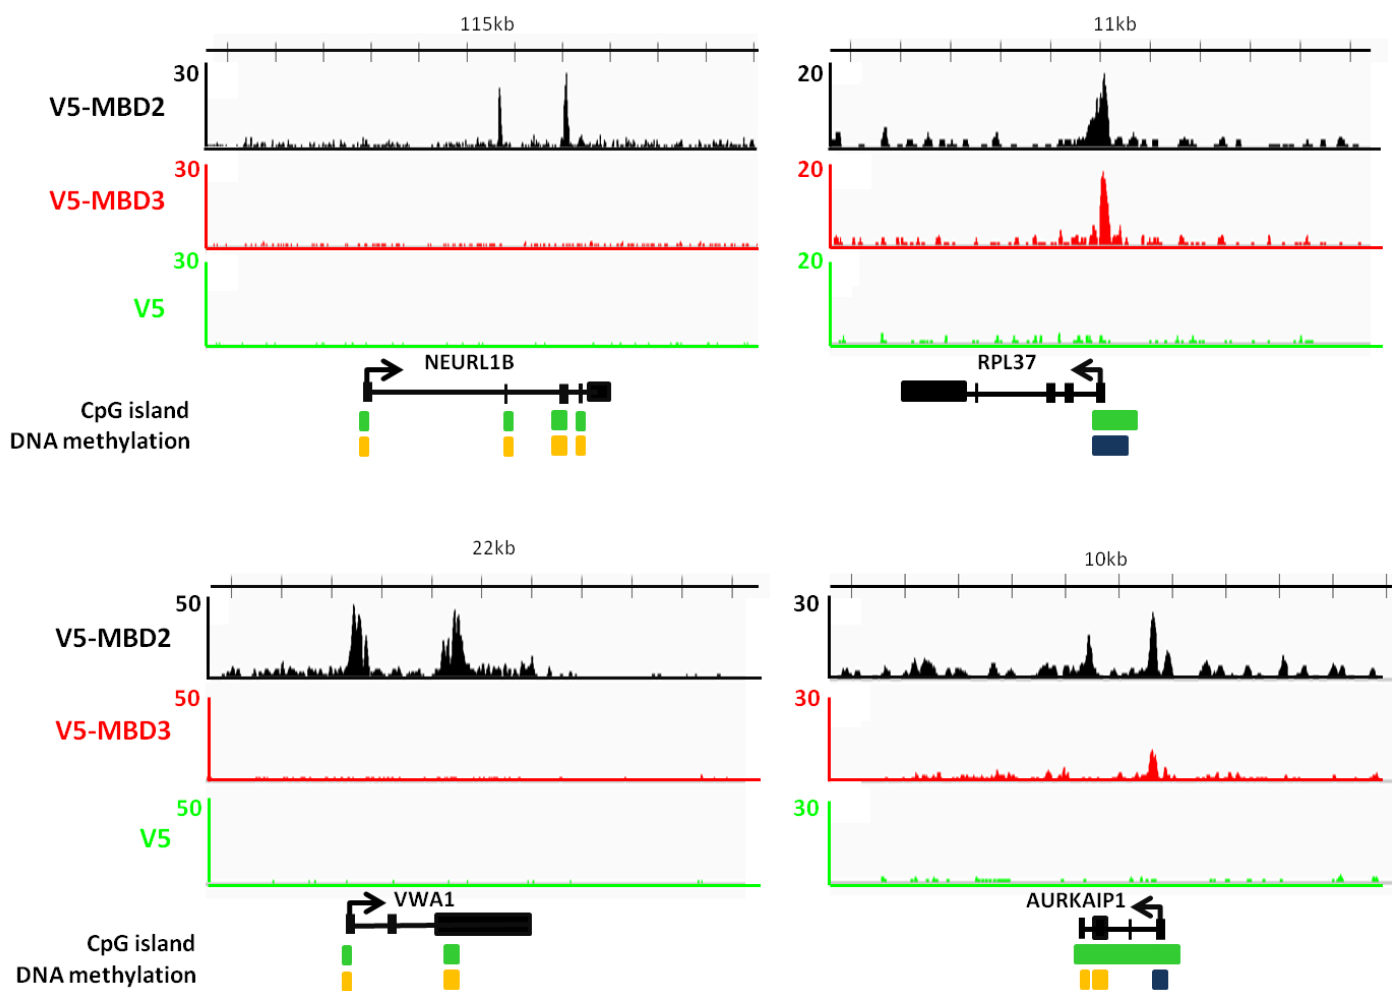 115kb
30
V5-MBD2
30
V5-MBD3
30
V5
NEURL1B
CpG island
DNA methylation
11kb
20
20
20
RPL37
22kb
50
V5-MBD2
50
V5-MBD3
50
V5
VWA1
CpG island
DNA methylation
10kb
30
30
30
AURKAIP1